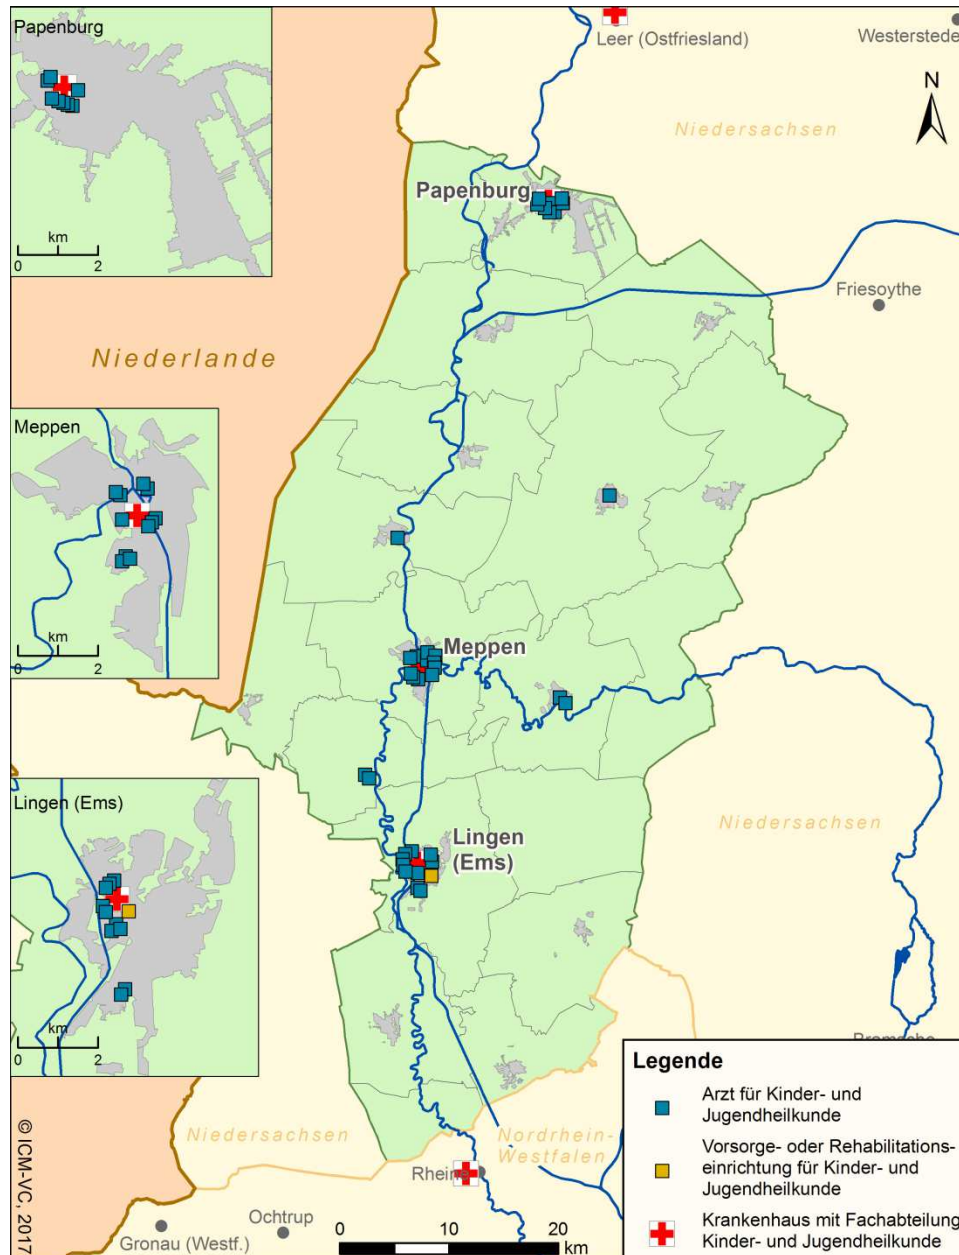 Papenburg
km
0 2
Leer (Ostfriesland)
Westerstede
N
Niedersachsen
Papenburg
Friesoythe
Niederlande
Meppen
km
0 2
Meppen
Lingen (Ems)
km
0 2
Lingen
(Ems)
Niedersachsen
Niedersachsen
Nordrhein-
Westfalen
Rheine
Ochtrup
Gronau (Westf.)
0 10 20
km
© ICM-VC, 2017
Legende
Arzt für Kinder- und
Jugendheilkunde
Vorsorge- oder Rehabilitations-
einrichtung für Kinder- und
Jugendheilkunde
Krankenhaus mit Fachabteilung
Kinder- und Jugendheilkunde